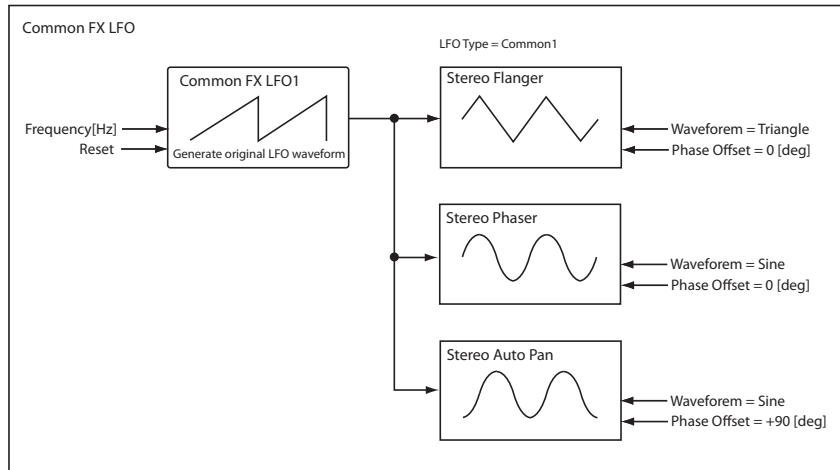 Common FX LFO
LFO Type = Common1
Common FX LFO1
Generate original LFO waveform
Frequency[Hz]
Reset
Stereo Flanger
Waveforem = Triangle
Phase Offset = 0 [deg]
Stereo Phaser
Waveforem = Sine
Phase Offset = 0 [deg]
Stereo Auto Pan
Waveforem = Sine
Phase Offset = +90 [deg]